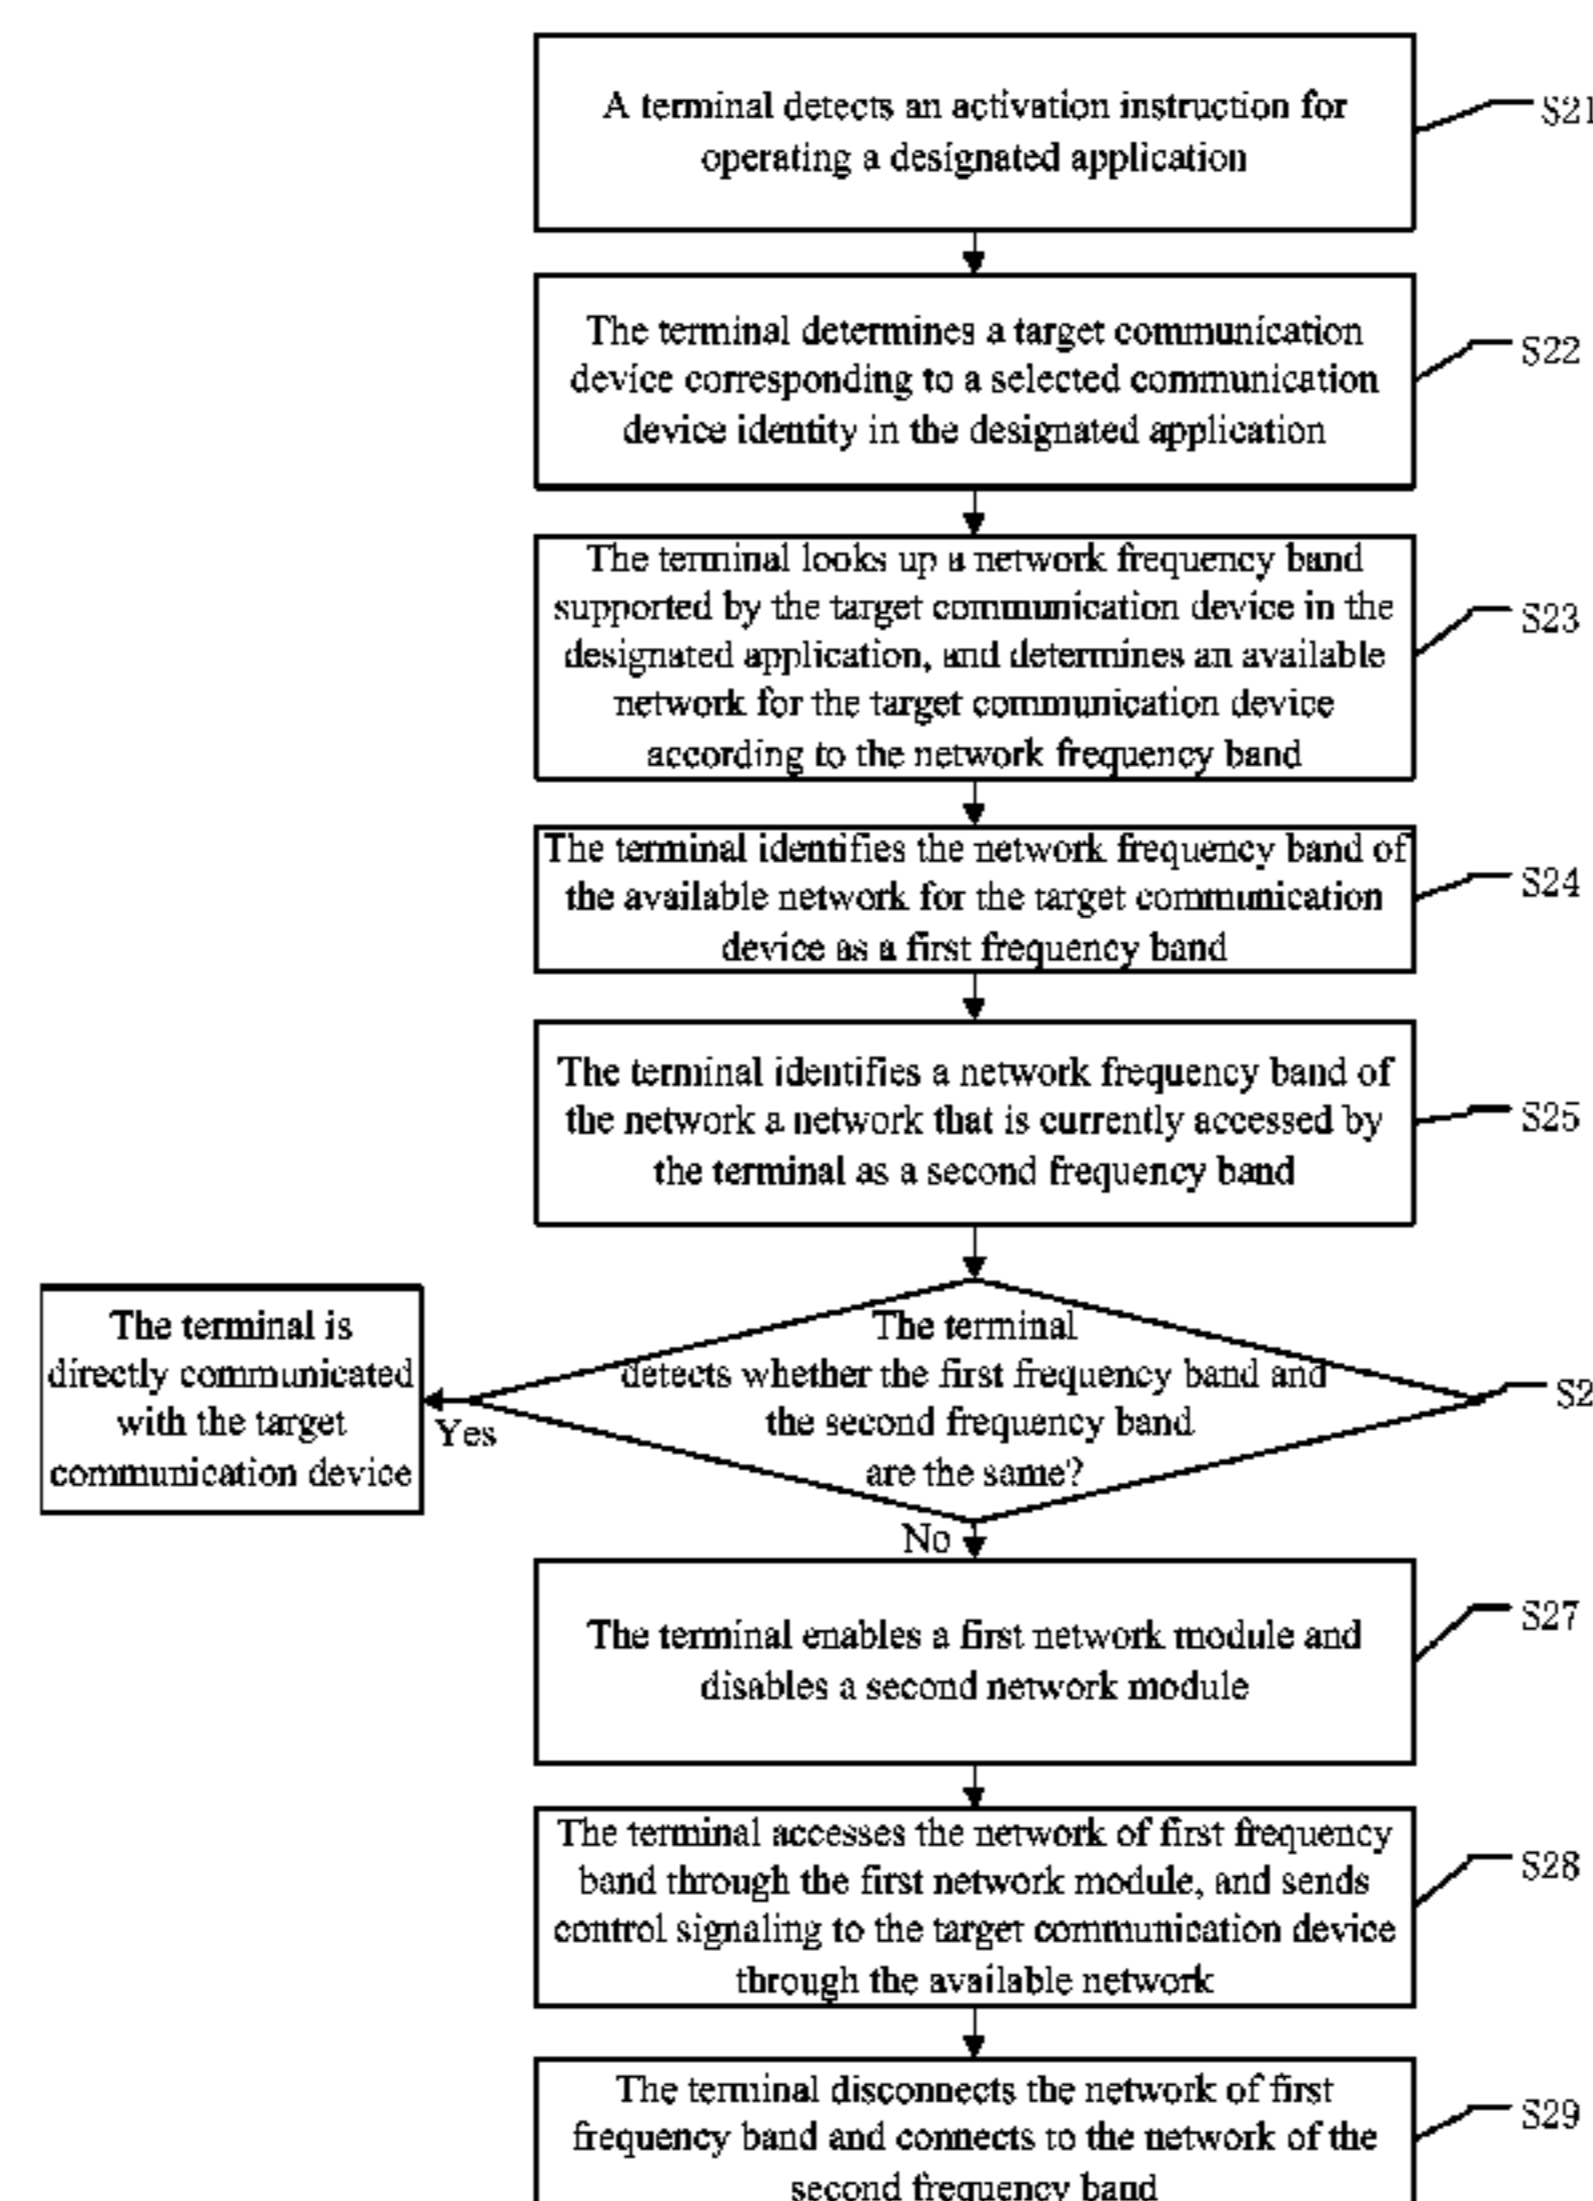 A terminal detects an activation instruction for
operating a designated application
S21
The terminal determines a target communication
device corresponding to a selected communication
device identity in the designated application
S22
The terminal looks up a network frequency band
supported by the target communication device in the
designated application, and determines an available
network for the target communication device
according to the network frequency band
S23
The terminal identifies the network frequency band of
the available network for the target communication
device as a first frequency band
S24
The terminal identifies a network frequency band of
the network a network that is currently accessed by
the terminal as a second frequency band
S25
The terminal is
directly communicated
with the target
communication device
Yes
The terminal
detects whether the first frequency band and
the second frequency band
are the same?
S2
No
The terminal enables a first network module and
disables a second network module
S27
The terminal accesses the network of first frequency
band through the first network module, and sends
control signaling to the target communication device
through the available network
S28
The terminal disconnects the network of first
frequency band and connects to the network of the
second frequency band
S29